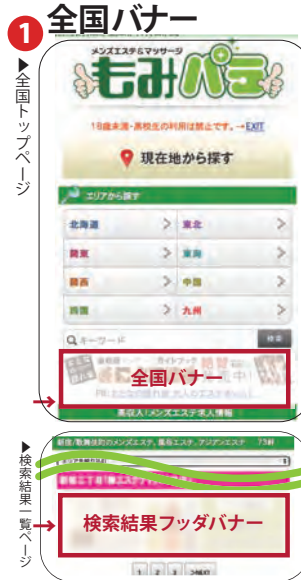 1 全国バナー
▶全国トップページ
メンズエステ&マッサージ
もみパラ
18歳未満・高校生の利用は禁止です。→EXIT
現在地から探す
エリアから探す
北海道 > 東北 >
関東 > 東海 >
関西 > 中国 >
四国 > 九州 >
キーワード 検索
全国バナー
高収入!メンズエステ求人情報
▶検索結果一覧ページ
新宿/歌舞伎町のメンズエステ、風俗エステ、アジアンエステ 73軒
検索結果フッダバナー
1 2 3 >NEXT